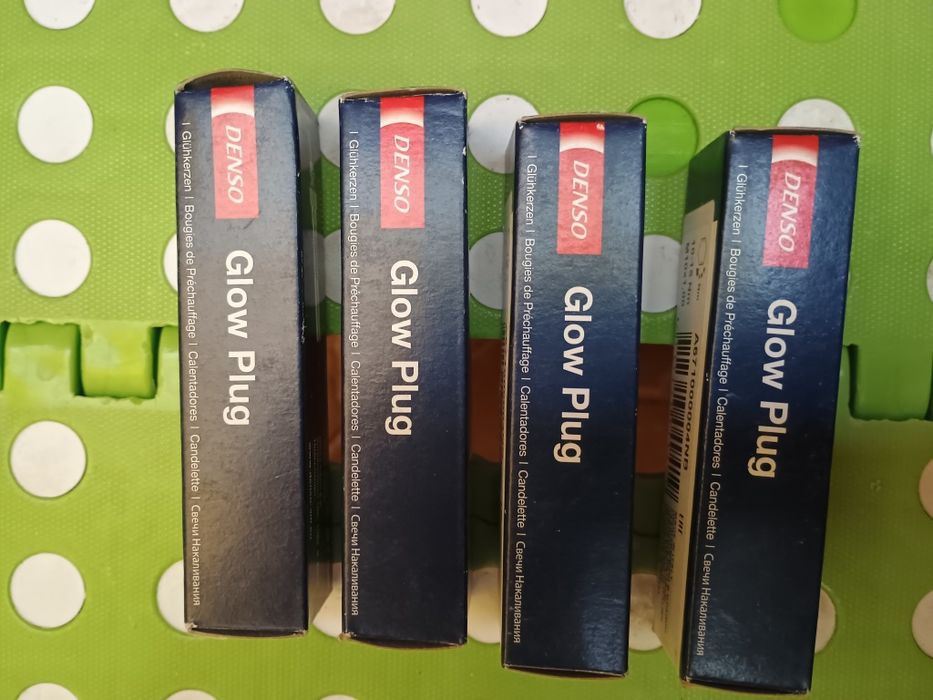 DENSO
Glow Plug
| Glühkerzen | Bougies de Préchauffage | Calentadores | Candelette | Свечи Накаливания
DENSO
Glow Plug
| Glühkerzen | Bougies de Préchauffage | Calentadores | Candelette | Свечи Накаливания
DENSO
Glow Plug
| Glühkerzen | Bougies de Préchauffage | Calentadores | Candelette | Свечи Накаливания
DENSO
Glow Plug
| Glühkerzen | Bougies de Préchauffage | Calentadores | Candelette | Свечи Накаливания